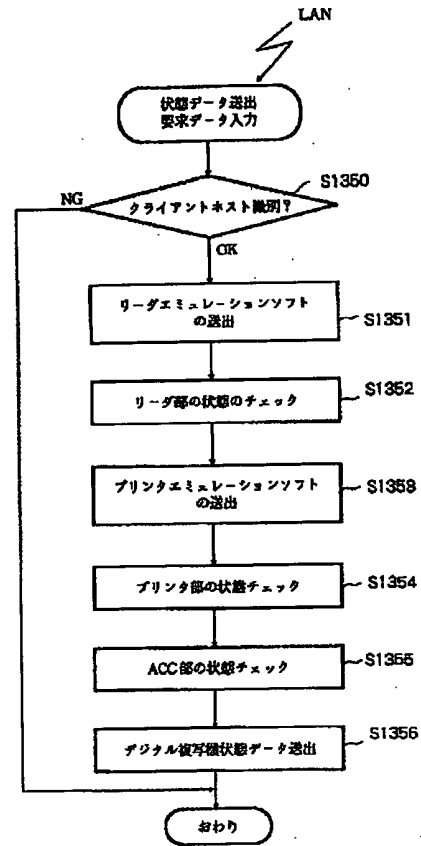 LAN
状態データ送出
要求データ入力
S1350
NG
クライアントホスト識別？
OK
リーダエミュレーションソフト
の送出
S1351
リーダ部の状態のチェック
S1352
プリンタエミュレーションソフト
の送出
S1358
プリンタ部の状態チェック
S1354
ACC部の状態チェック
S1355
デジタル複写機状態データ送出
S1356
おわり